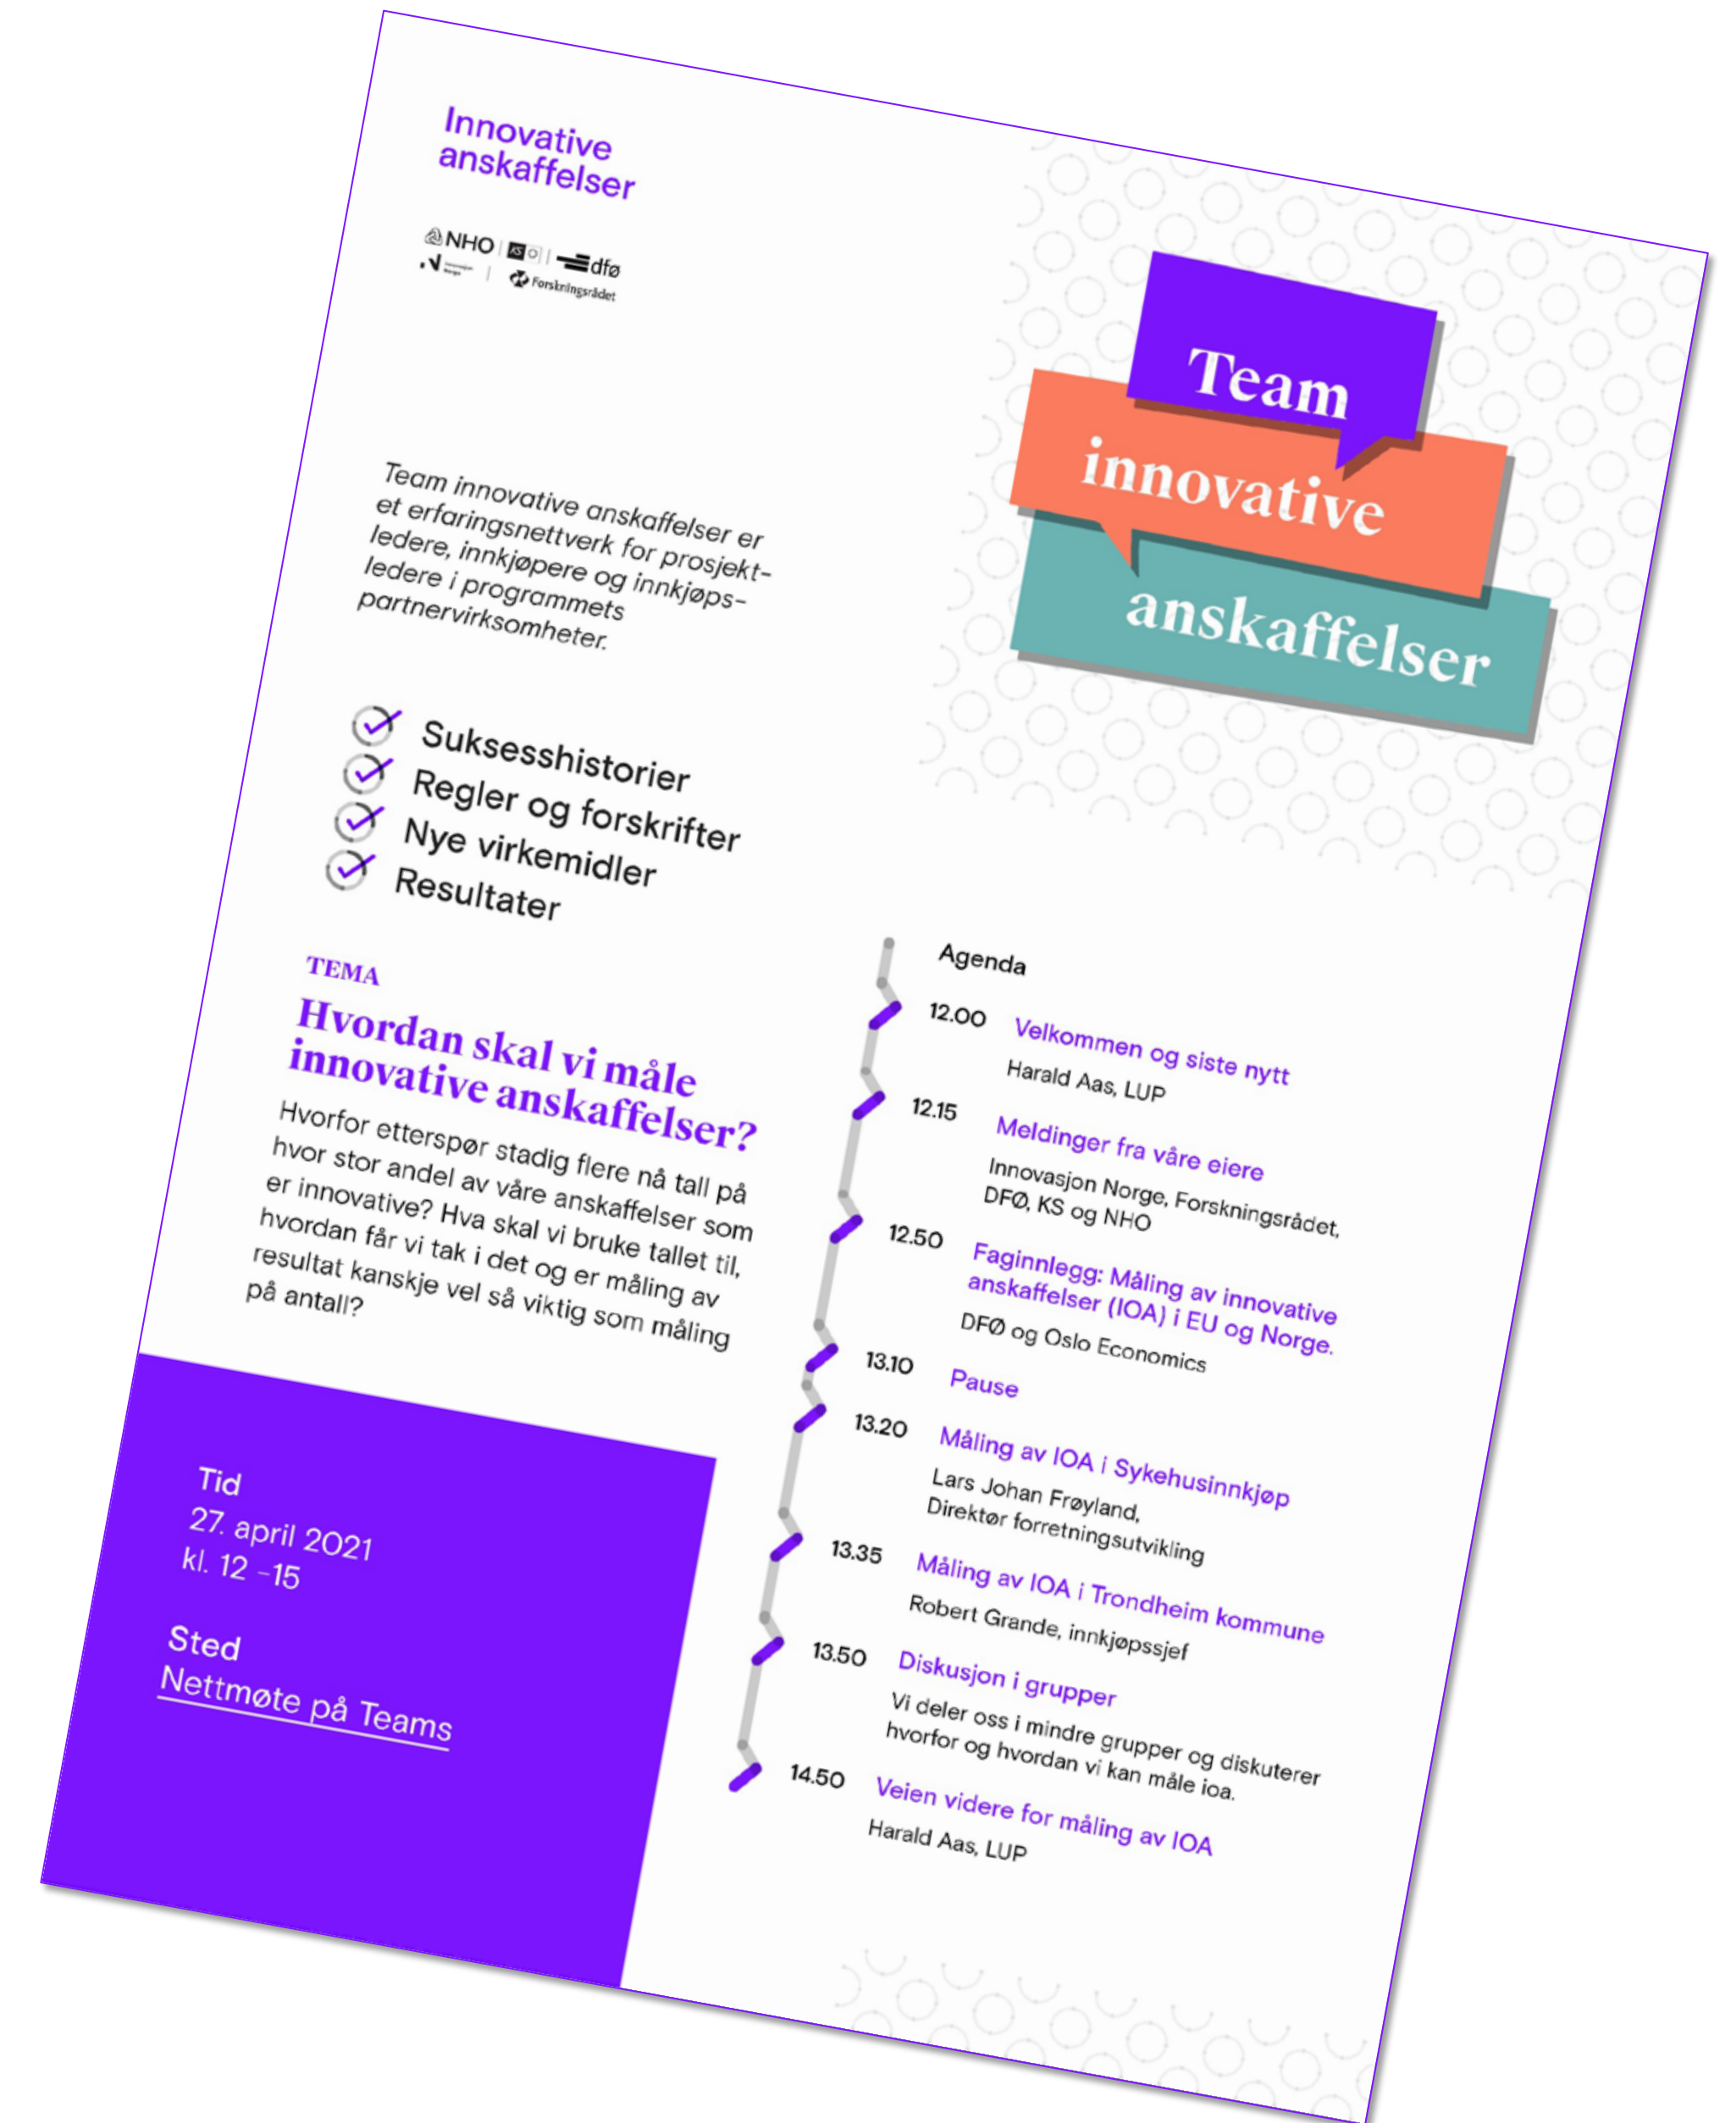 Innovative
anskaffelser
NHO KS dfø
Innovasjon
Norge
Forskningsrådet
Team
innovative
anskaffelser
Team innovative anskaffelser er
et erfaringsnettverk for prosjekt-
ledere, innkjøpere og innkjøps-
ledere i programmets
partnervirksomheter.
Suksesshistorier
Regler og forskrifter
Nye virkemidler
Resultater
TEMA
Hvordan skal vi måle
innovative anskaffelser?
Hvorfor etterspør stadig flere nå tall på
hvor stor andel av våre anskaffelser som
er innovative? Hva skal vi bruke tallet til,
hvordan får vi tak i det og er måling av
resultat kanskje vel så viktig som måling
på antall?
Tid
27. april 2021
kl. 12 –15
Sted
Nettmøte på Teams
Agenda
12.00 Velkommen og siste nytt
Harald Aas, LUP
12.15 Meldinger fra våre eiere
Innovasjon Norge, Forskningsrådet,
DFØ, KS og NHO
12.50 Faginnlegg: Måling av innovative
anskaffelser (IOA) i EU og Norge.
DFØ og Oslo Economics
13.10 Pause
13.20 Måling av IOA i Sykehusinnkjøp
Lars Johan Frøyland,
Direktør forretningsutvikling
13.35 Måling av IOA i Trondheim kommune
Robert Grande, innkjøpssjef
13.50 Diskusjon i grupper
Vi deler oss i mindre grupper og diskuterer
hvorfor og hvordan vi kan måle ioa.
14.50 Veien videre for måling av IOA
Harald Aas, LUP